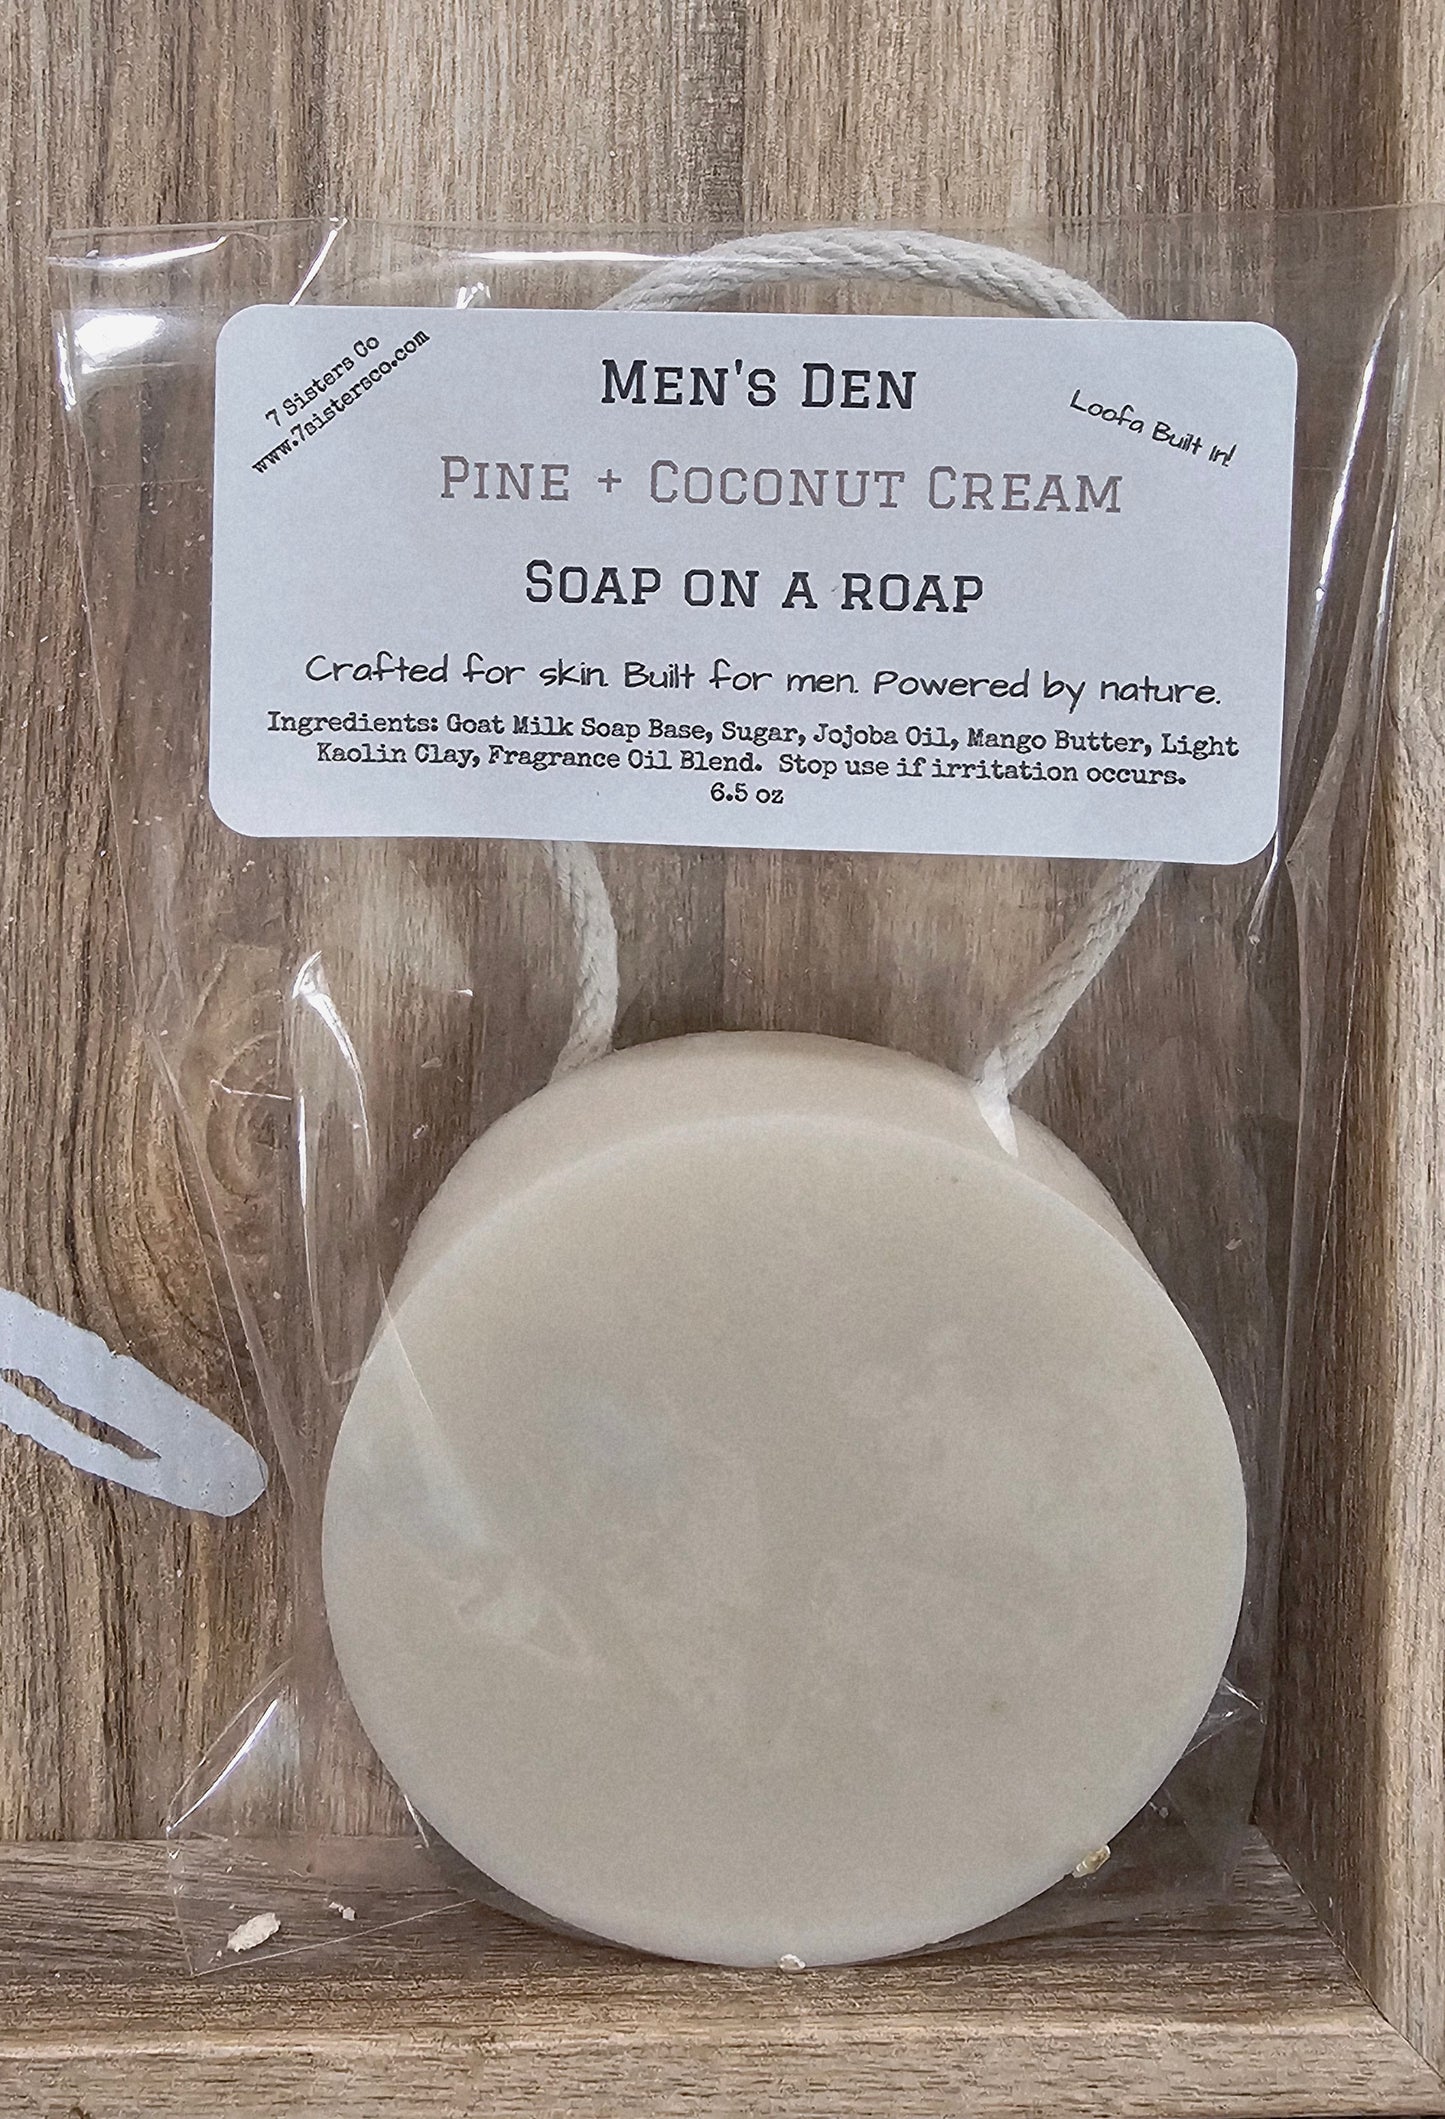 7 Sisters Co
www.7sistersco.com
Men's Den
Loofa Built In!
Pine + Coconut Cream
Soap on a roap
Crafted for skin. Built for men. Powered by nature.
Ingredients: Goat Milk Soap Base, Sugar, Jojoba Oil, Mango Butter, Light
Kaolin Clay, Fragrance Oil Blend.  Stop use if irritation occurs.
6.5 oz